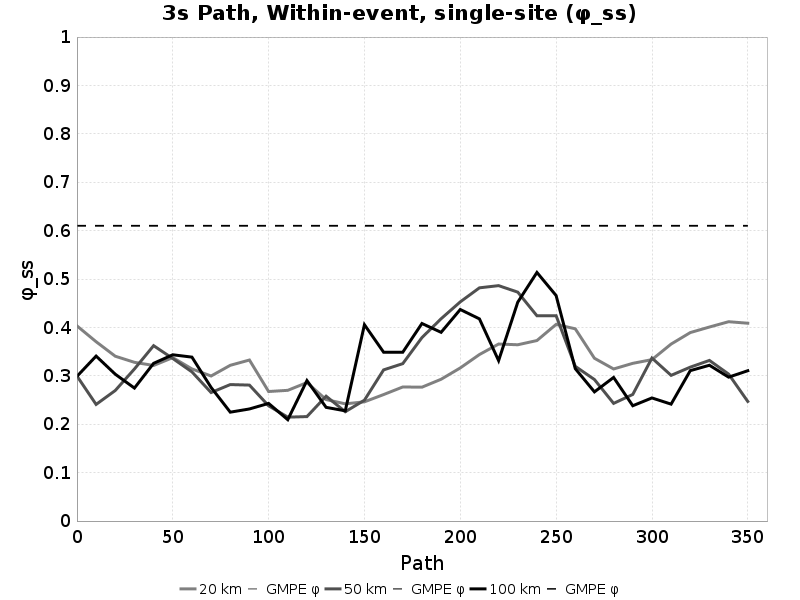 3s Path, Within-event, single-site (φ_ss)
1
0.9
0.8
0.7
0.6
0.5
0.4
0.3
0.2
0.1
0
φ_ss
0 50 100 150 200 250 300 350
Path
20 km GMPE φ 50 km GMPE φ 100 km GMPE φ